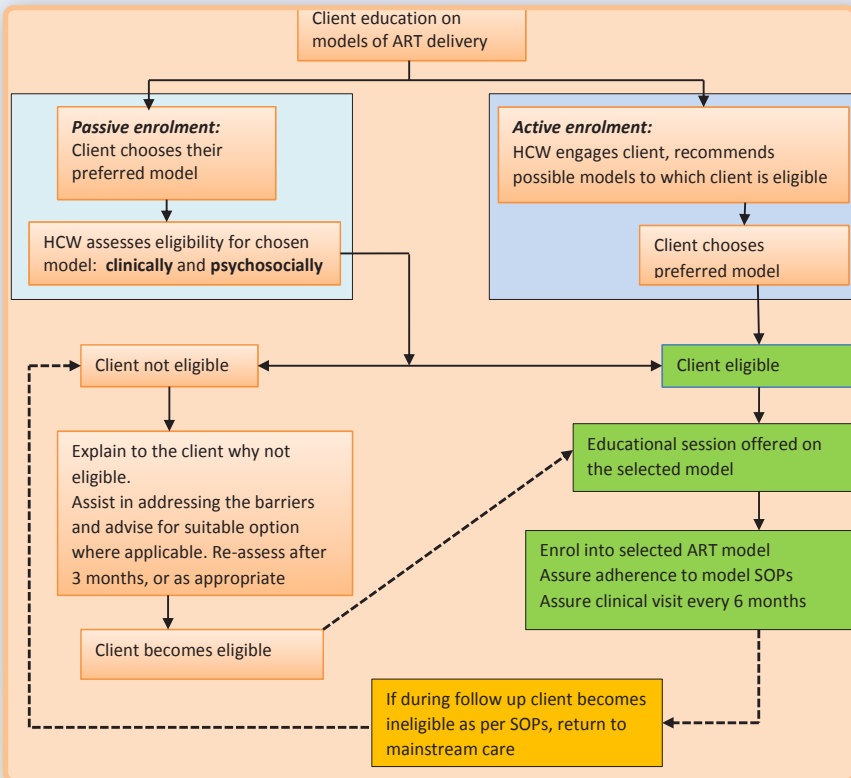 Client education on
models of ART delivery
Passive enrolment:
Client chooses their
preferred model
HCW assesses eligibility for chosen
model: clinically and psychosocially
Active enrolment:
HCW engages client, recommends
possible models to which client is eligible
Client chooses
preferred model
Client not eligible
Client eligible
Explain to the client why not
eligible.
Assist in addressing the barriers
and advise for suitable option
where applicable. Re-assess after
3 months, or as appropriate
Client becomes eligible
Educational session offered on
the selected model
Enrol into selected ART model
Assure adherence to model SOPs
Assure clinical visit every 6 months
If during follow up client becomes
ineligible as per SOPs, return to
mainstream care